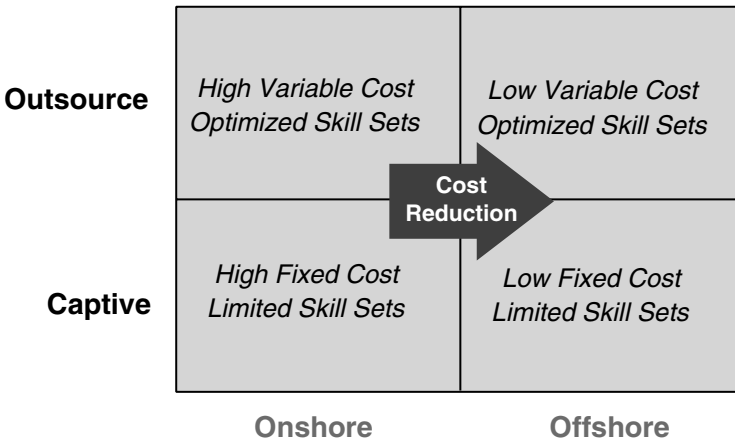 Outsource
High Variable Cost
Optimized Skill Sets
Low Variable Cost
Optimized Skill Sets
Cost
Reduction
Captive
High Fixed Cost
Limited Skill Sets
Low Fixed Cost
Limited Skill Sets
Onshore
Offshore